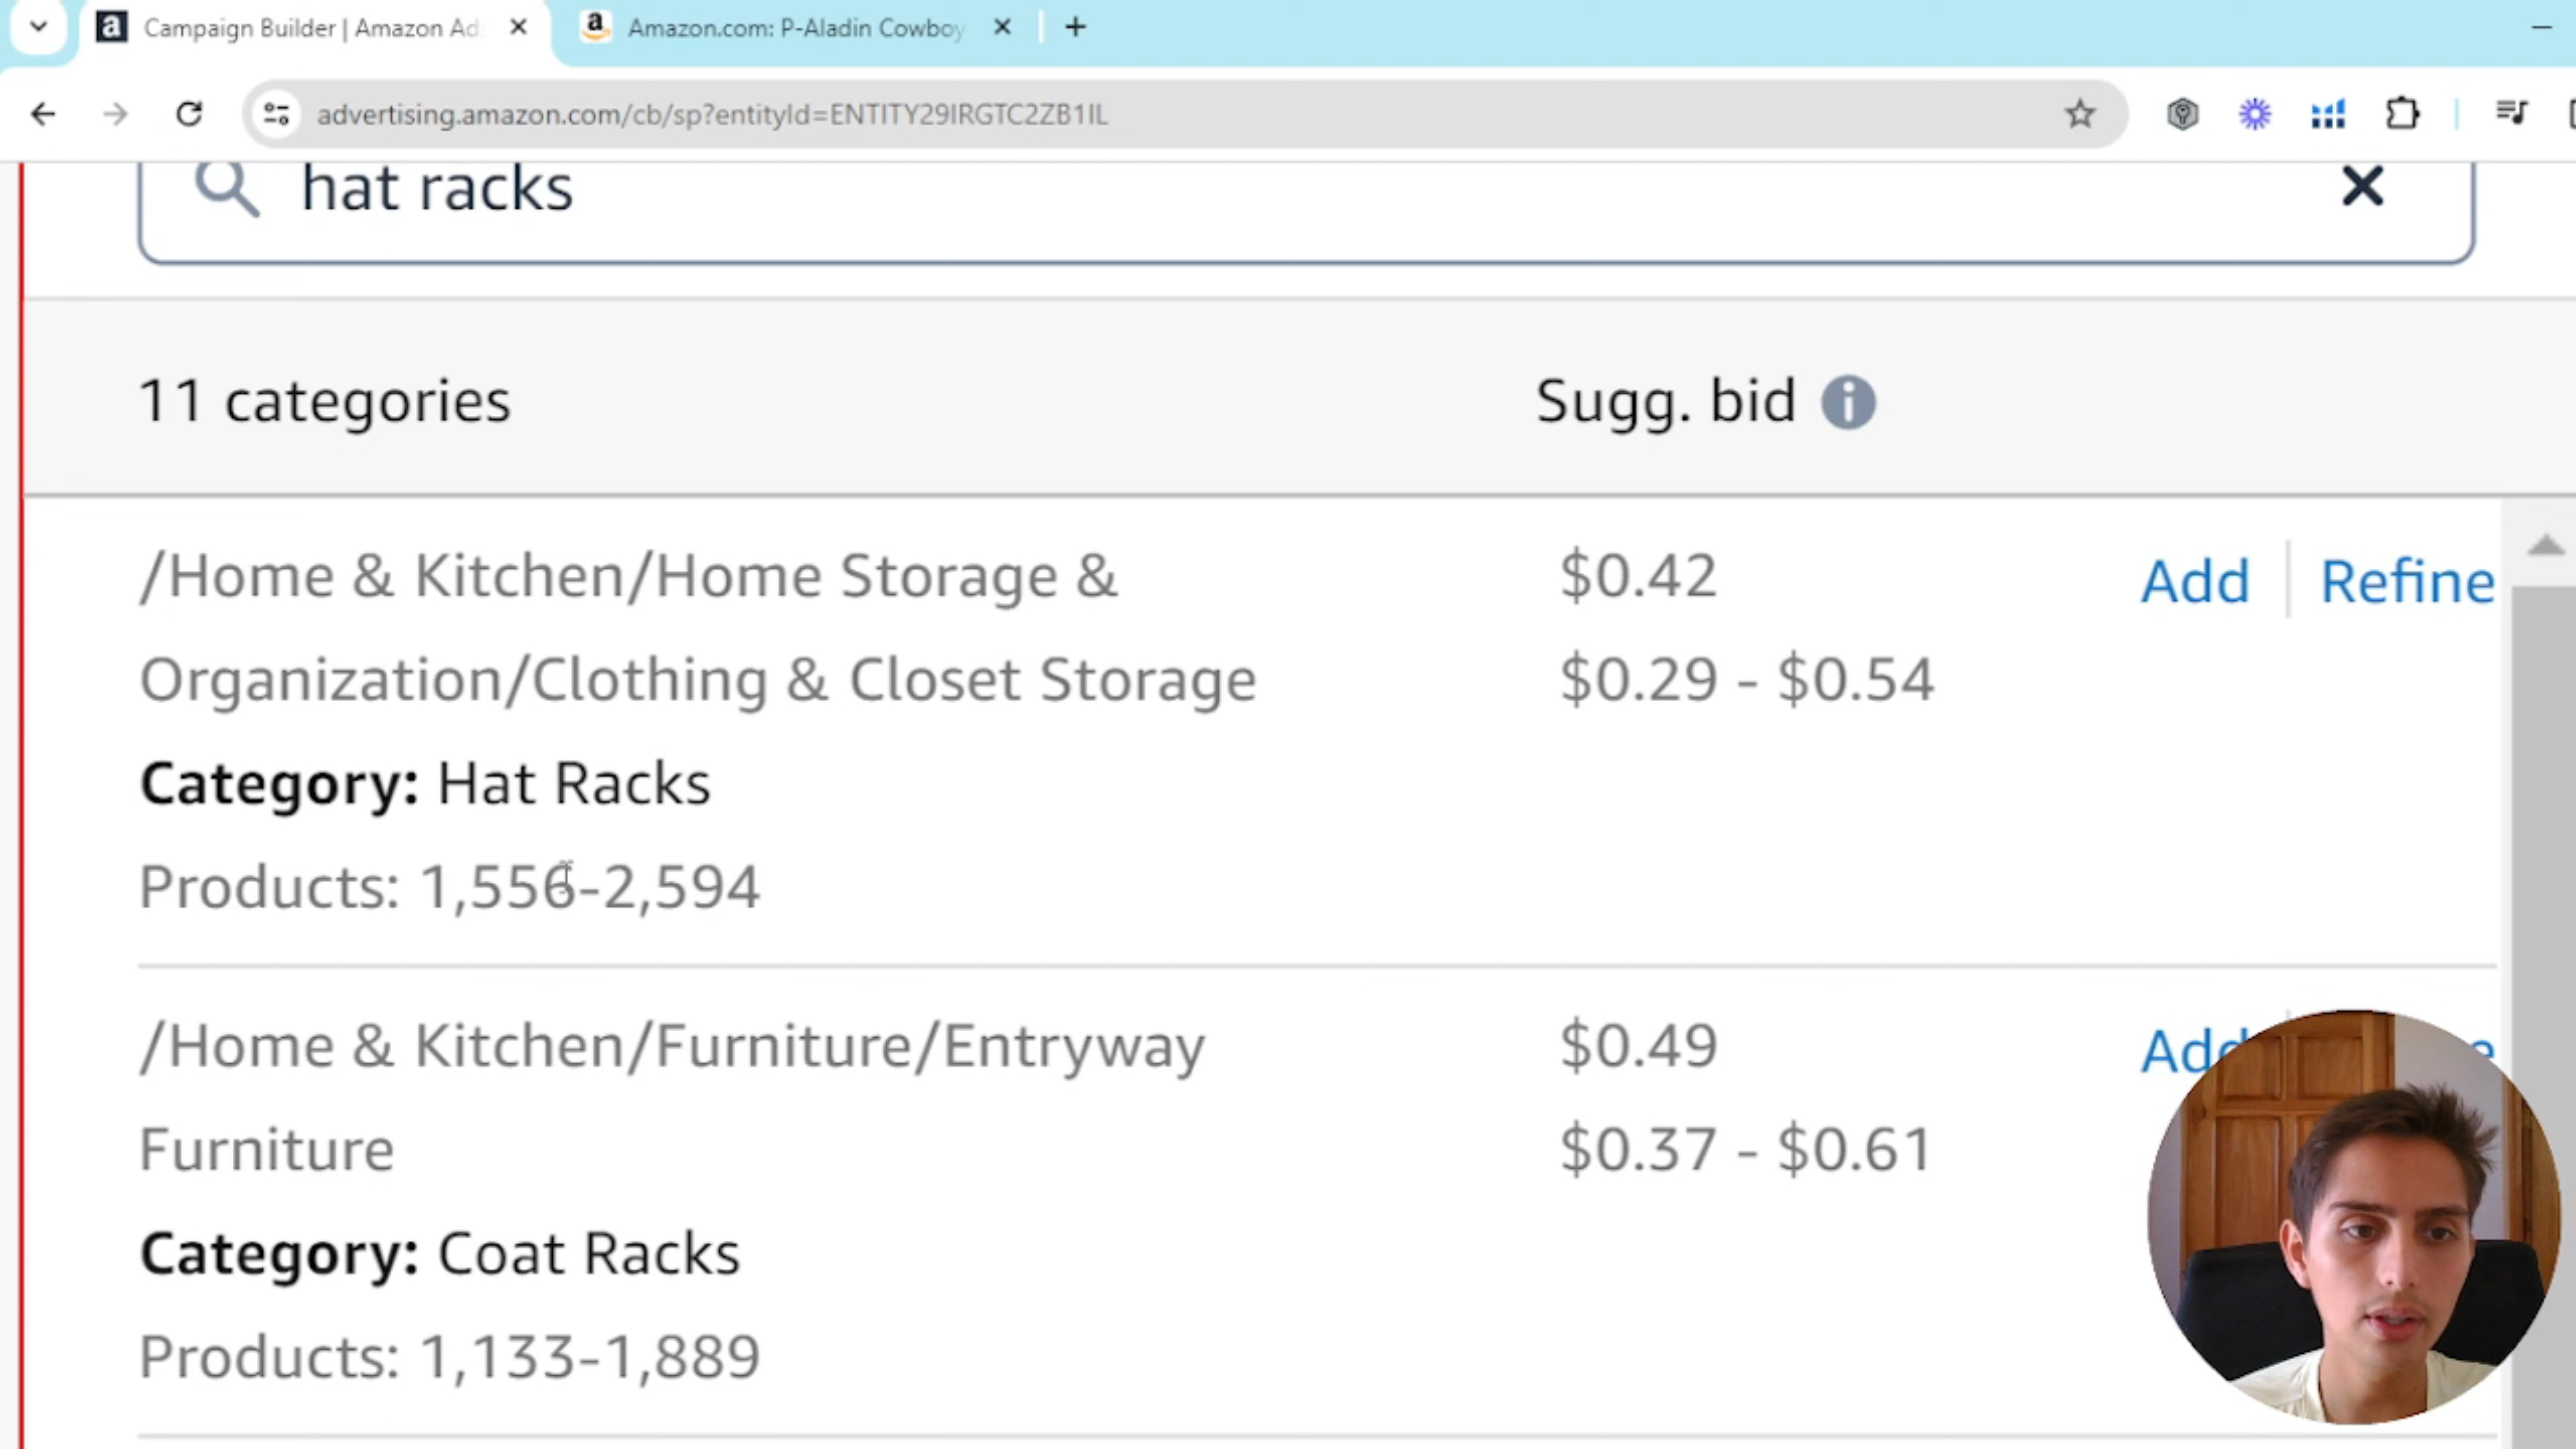 Campaign Builder | Amazon Ad
Amazon.com: P-Aladin Cowboy
advertising.amazon.com/cb/sp?entityId=ENTITY29IRGTC2ZB1IL
hat racks
11 categories
Sugg. bid
/Home & Kitchen/Home Storage &
$0.42
Add
Refine
Organization/Clothing & Closet Storage
$0.29 - $0.54
Category: Hat Racks
Products: 1,556-2,594
/Home & Kitchen/Furniture/Entryway
$0.49
Add
Furniture
$0.37 - $0.61
Category: Coat Racks
Products: 1,133-1,889